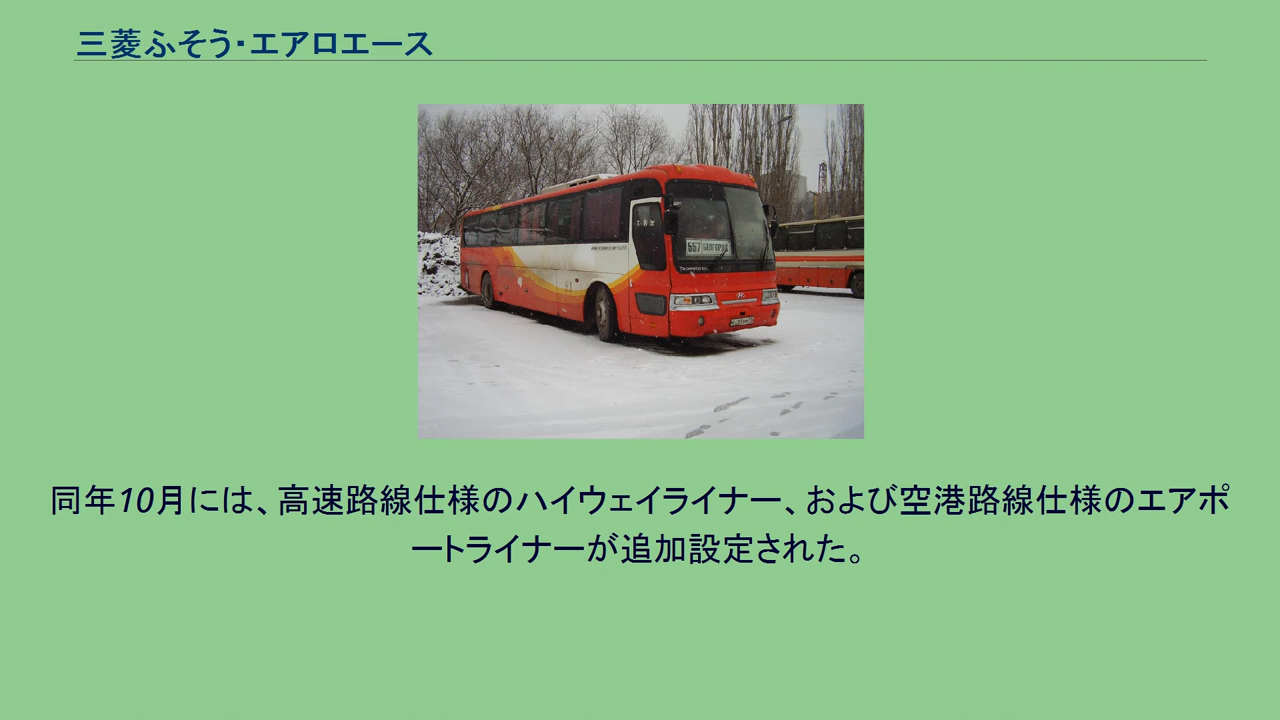 三菱ふそう・エアロエース
557
同年10月には、高速路線仕様のハイウェイライナー、および空港路線仕様のエアポ
ートライナーが追加設定された。